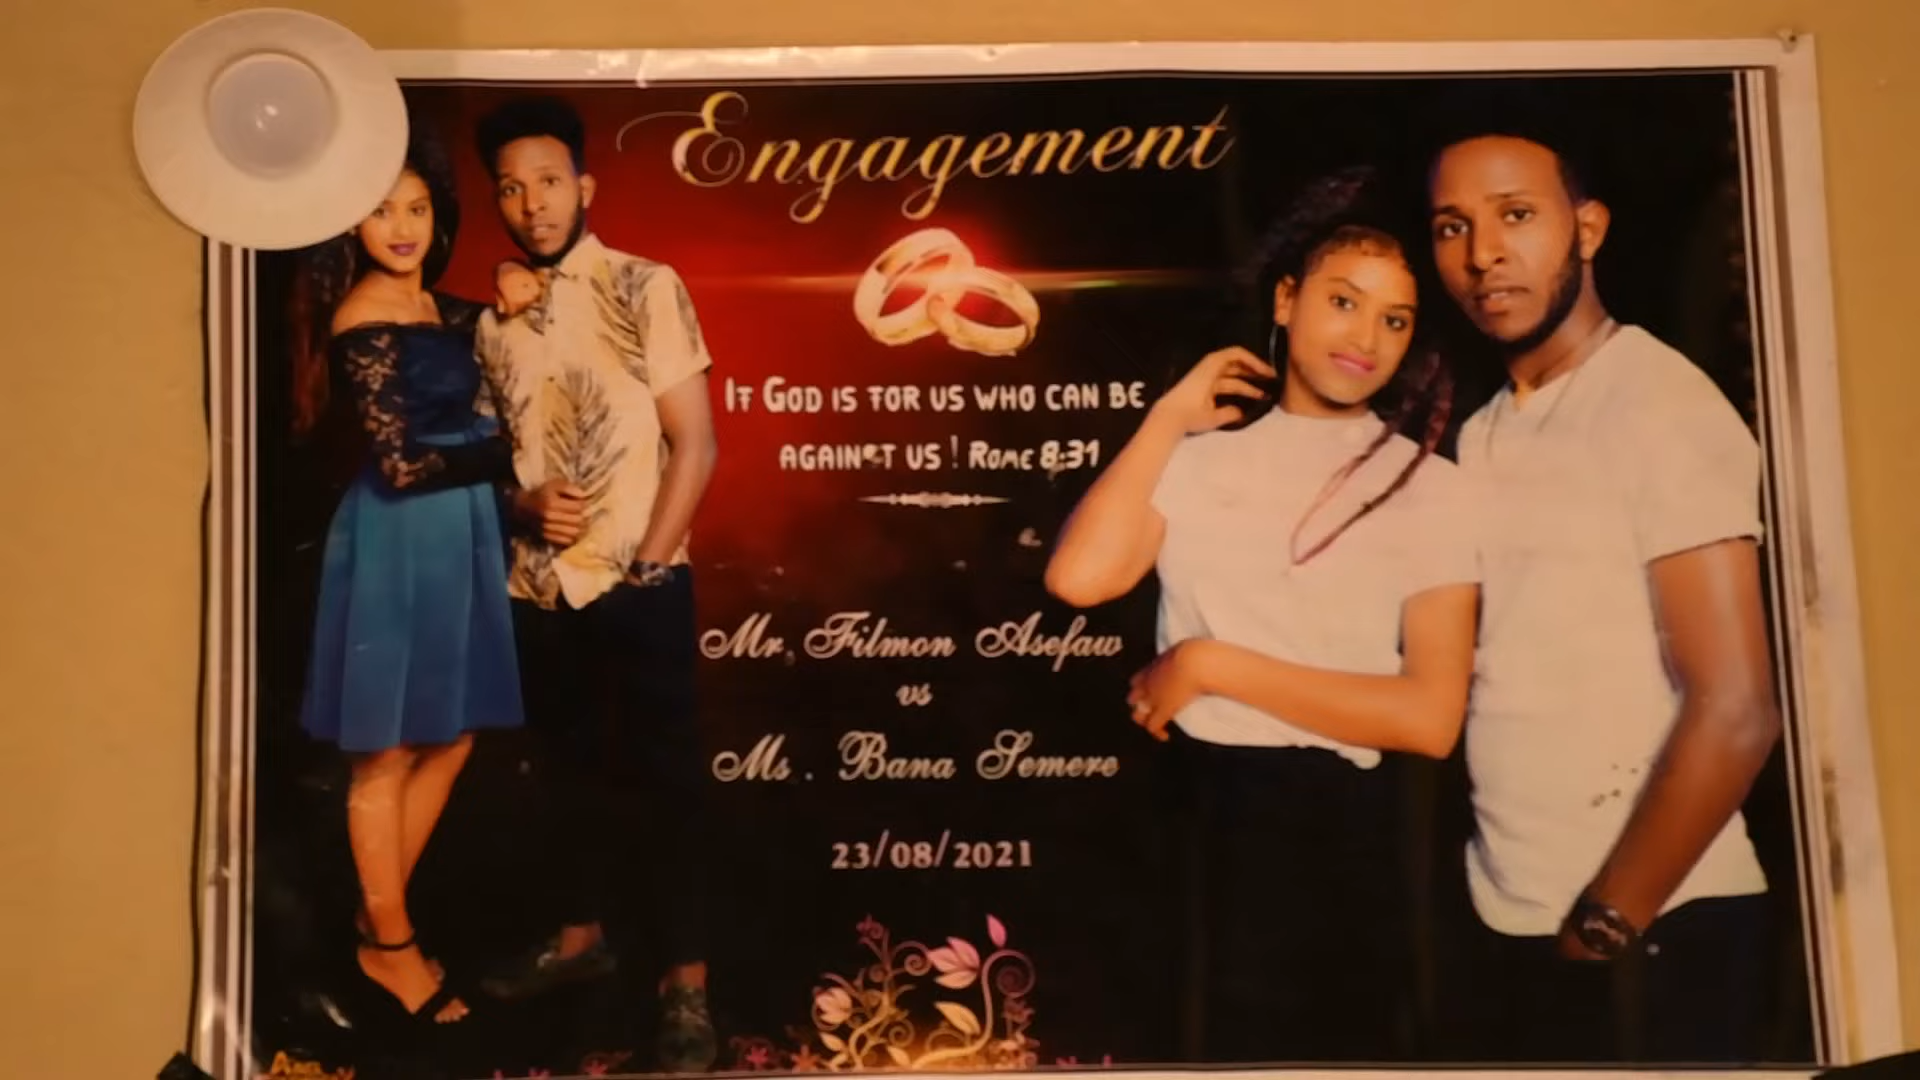 Engagement
If God is for us who can be
against us! Rome 8:31
Mr. Filmon Asefaw
vs
Ms. Bana Semere
23/08/2021